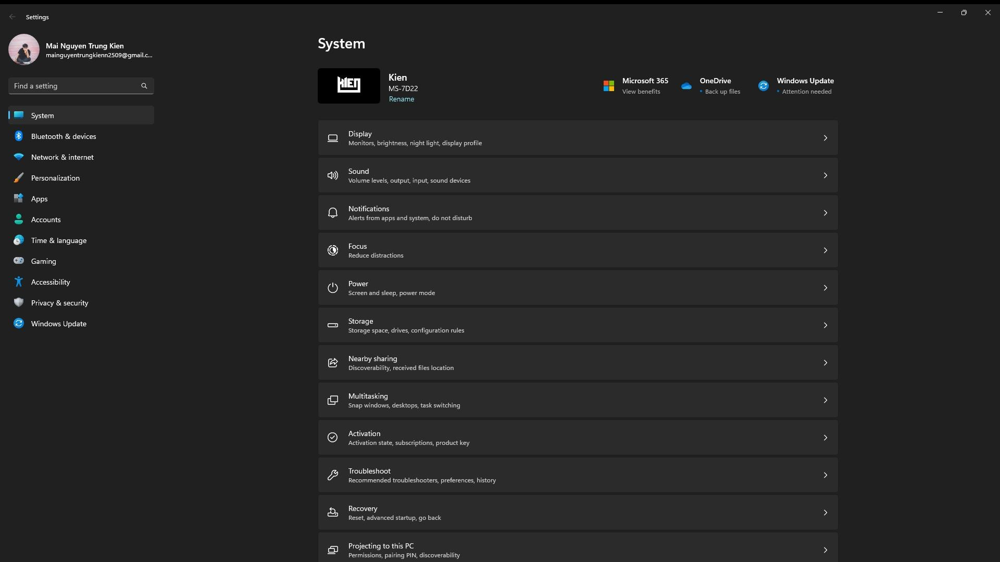 Settings
Mai Nguyen Trung Kien
mainguyentrungkienn2509@gmail.c...
Find a setting
System
Bluetooth & devices
Network & internet
Personalization
Apps
Accounts
Time & language
Gaming
Accessibility
Privacy & security
Windows Update
System
KIEN
Kien
MS-7D22
Rename
Microsoft 365
View benefits
OneDrive
• Back up files
Windows Update
• Attention needed
Display
Monitors, brightness, night light, display profile
Sound
Volume levels, output, input, sound devices
Notifications
Alerts from apps and system, do not disturb
Focus
Reduce distractions
Power
Screen and sleep, power mode
Storage
Storage space, drives, configuration rules
Nearby sharing
Discoverability, received files location
Multitasking
Snap windows, desktops, task switching
Activation
Activation state, subscriptions, product key
Troubleshoot
Recommended troubleshooters, preferences, history
Recovery
Reset, advanced startup, go back
Projecting to this PC
Permissions, pairing PIN, discoverability